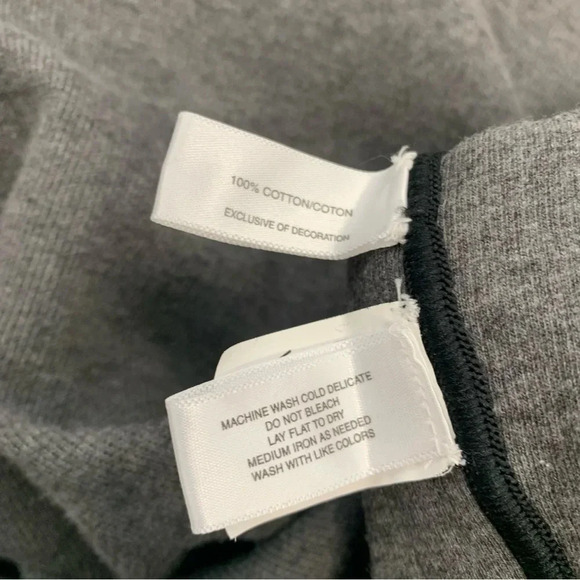 100% COTTON/COTON
EXCLUSIVE OF DECORATION
MACHINE WASH COLD DELICATE
DO NOT BLEACH
LAY FLAT TO DRY
MEDIUM IRON AS NEEDED
WASH WITH LIKE COLORS